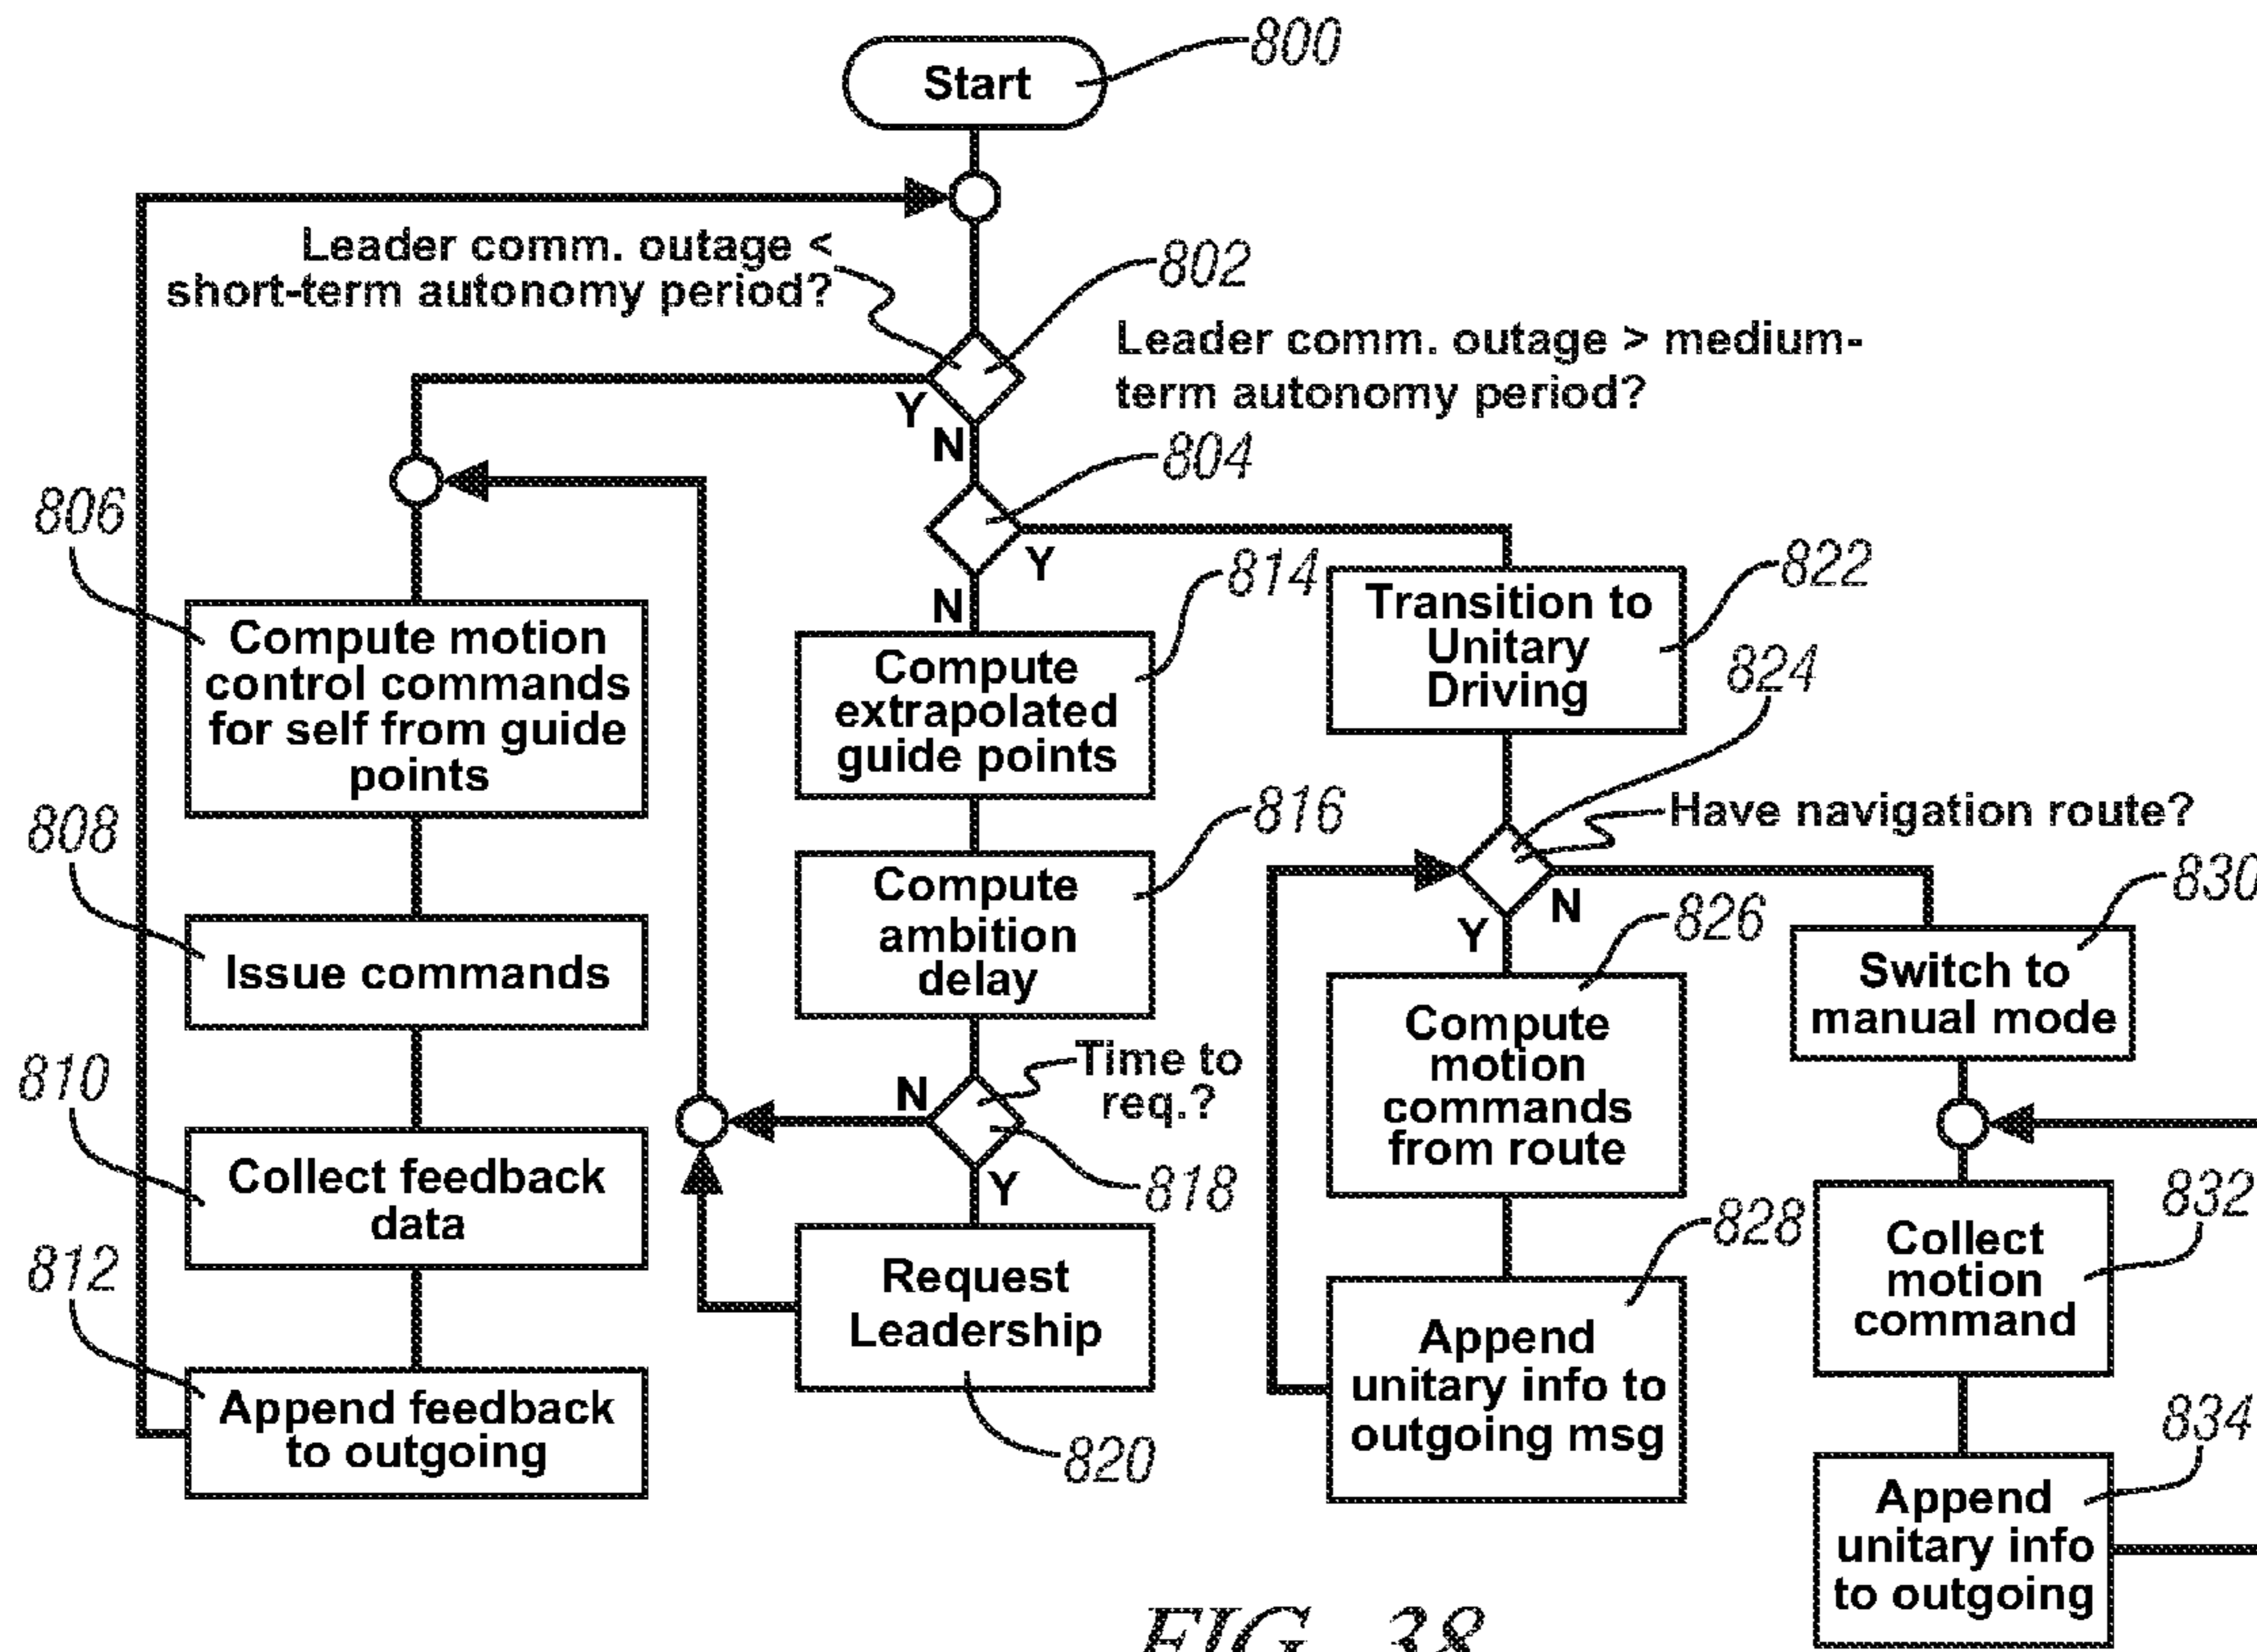 Start
800
Leader comm. outage <
short-term autonomy period?
802
Leader comm. outage > medium-
term autonomy period?
Y
N
804
Y
N
806
Compute motion
control commands
for self from guide
points
808
Issue commands
810
Collect feedback
data
812
Append feedback
to outgoing
814
Compute
extrapolated
guide points
816
Compute
ambition
delay
Time to
req.?
N
Y
818
Request
Leadership
820
822
Transition to
Unitary
Driving
824
Have navigation route?
N
Y
826
Compute
motion
commands
from route
828
Append
unitary info to
outgoing msg
830
Switch to
manual mode
832
Collect
motion
command
834
Append
unitary info
to outgoing
FIG. 38